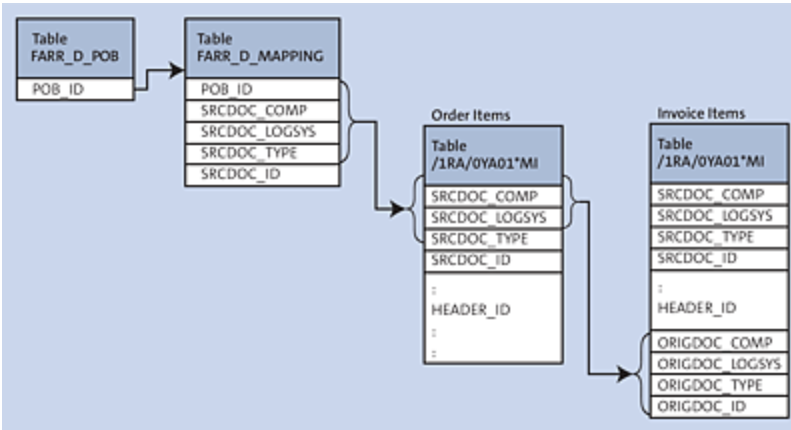 Table
FARR_D_POB
POB_ID
Table
FARR_D_MAPPING
POB_ID
SRCDOC_COMP
SRCDOC_LOGSYS
SRCDOC_TYPE
SRCDOC_ID
Order Items
Table
/1RA/0YA01*MI
SRCDOC_COMP
SRCDOC_LOGSYS
SRCDOC_TYPE
SRCDOC_ID
:
HEADER_ID
:
:
Invoice Items
Table
/1RA/0YA01*MI
SRCDOC_COMP
SRCDOC_LOGSYS
SRCDOC_TYPE
SRCDOC_ID
:
HEADER_ID
ORIGDOC_COMP
ORIGDOC_LOGSYS
ORIGDOC_TYPE
ORIGDOC_ID